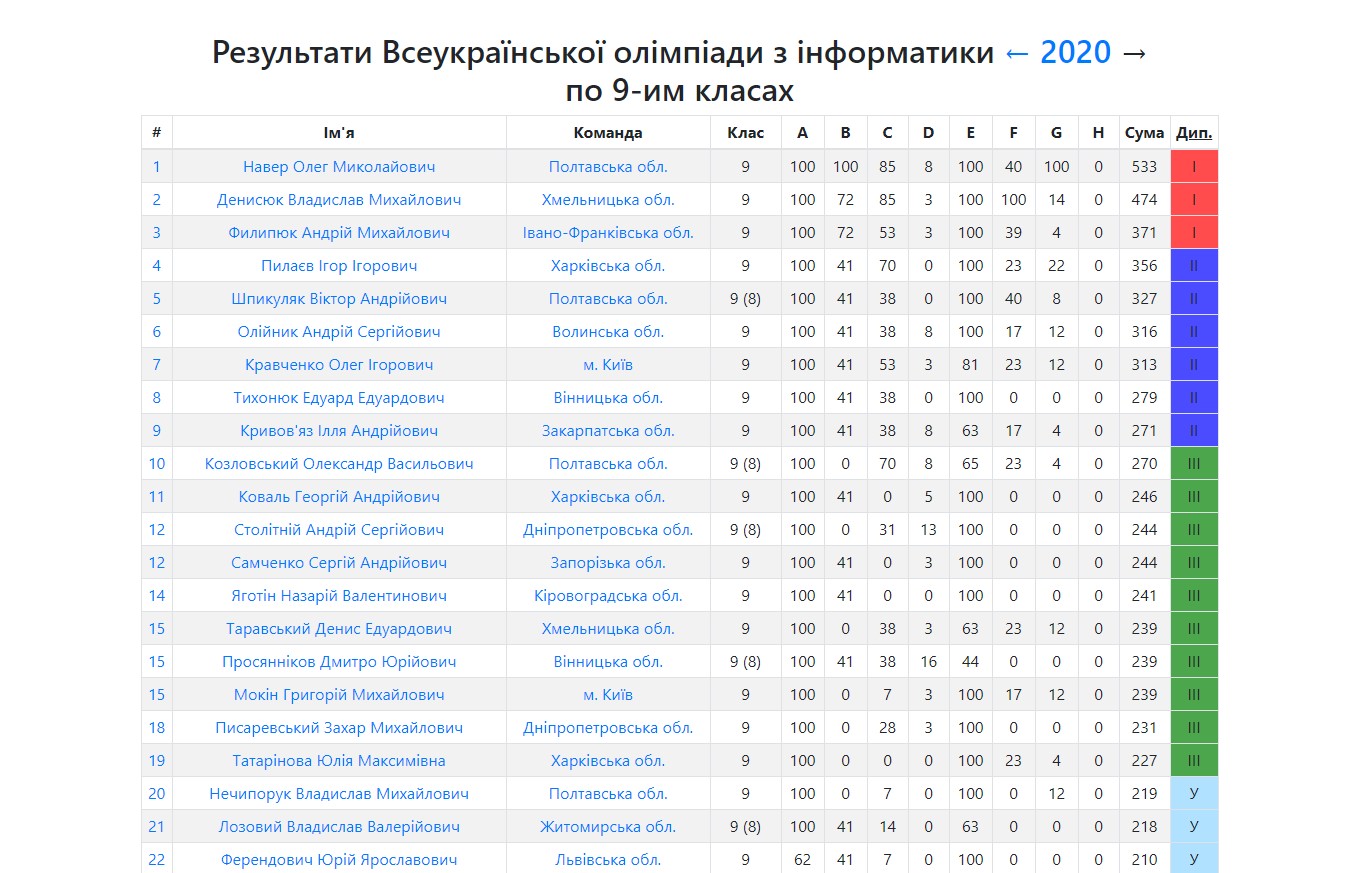 Результати Всеукраїнської олімпіади з інформатики ← 2020 →
по 9-им класах
# Ім'я Команда Клас A B C D E F G H Сума Дип.
1 Навер Олег Миколайович Полтавська обл. 9 100 100 85 8 100 40 100 0 533 I
2 Денисюк Владислав Михайлович Хмельницька обл. 9 100 72 85 3 100 100 14 0 474 I
3 Филипюк Андрій Михайлович Івано-Франківська обл. 9 100 72 53 3 100 39 4 0 371 I
4 Пилаєв Ігор Ігорович Харківська обл. 9 100 41 70 0 100 23 22 0 356 II
5 Шпикуляк Віктор Андрійович Полтавська обл. 9 (8) 100 41 38 0 100 40 8 0 327 II
6 Олійник Андрій Сергійович Волинська обл. 9 100 41 38 8 100 17 12 0 316 II
7 Кравченко Олег Ігорович м. Київ 9 100 41 53 3 81 23 12 0 313 II
8 Тихонюк Едуард Едуардович Вінницька обл. 9 100 41 38 0 100 0 0 0 279 II
9 Кривов'яз Ілля Андрійович Закарпатська обл. 9 100 41 38 8 63 17 4 0 271 II
10 Козловський Олександр Васильович Полтавська обл. 9 (8) 100 0 70 8 65 23 4 0 270 III
11 Коваль Георгій Андрійович Харківська обл. 9 100 41 0 5 100 0 0 0 246 III
12 Столітній Андрій Сергійович Дніпропетровська обл. 9 (8) 100 0 31 13 100 0 0 0 244 III
12 Самченко Сергій Андрійович Запорізька обл. 9 100 41 0 3 100 0 0 0 244 III
14 Яготін Назарій Валентинович Кіровоградська обл. 9 100 41 0 0 100 0 0 0 241 III
15 Таравський Денис Едуардович Хмельницька обл. 9 100 0 38 3 63 23 12 0 239 III
15 Просянніков Дмитро Юрійович Вінницька обл. 9 (8) 100 41 38 16 44 0 0 0 239 III
15 Мокін Григорій Михайлович м. Київ 9 100 0 7 3 100 17 12 0 239 III
18 Писаревський Захар Михайлович Дніпропетровська обл. 9 100 0 28 3 100 0 0 0 231 III
19 Татарінова Юлія Максимівна Харківська обл. 9 100 0 0 0 100 23 4 0 227 III
20 Нечипорук Владислав Михайлович Полтавська обл. 9 100 0 7 0 100 0 12 0 219 У
21 Лозовий Владислав Валерійович Житомирська обл. 9 (8) 100 41 14 0 63 0 0 0 218 У
22 Ферендович Юрій Ярославович Львівська обл. 9 62 41 7 0 100 0 0 0 210 У